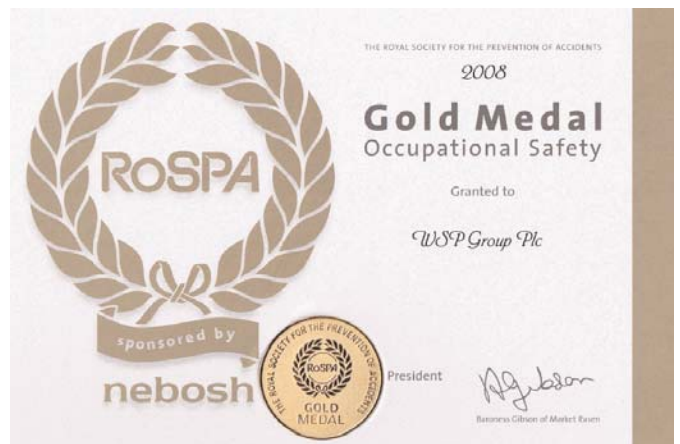 RoSPA
sponsored by
nebosh
THE ROYAL SOCIETY FOR THE PREVENTION OF ACCIDENTS
2008
Gold Medal
Occupational Safety
Granted to
WSP Group Plc
THE ROYAL SOCIETY FOR THE PREVENTION OF ACCIDENTS
RoSPA
GOLD
MEDAL
President
AGibson
Baroness Gibson of Market Rasen